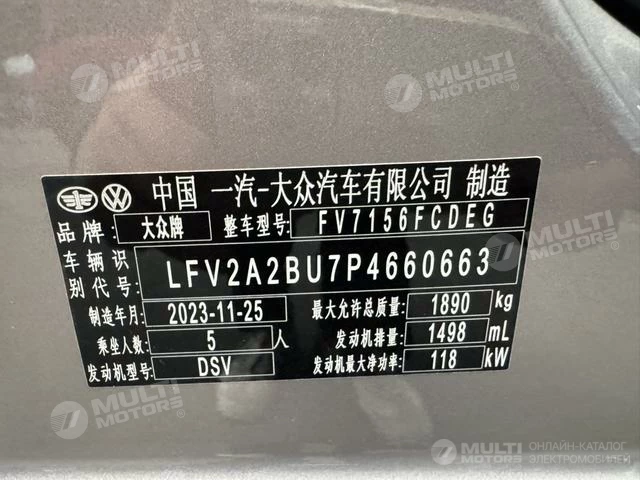 MULTI MOTORS®
MULTI MOTORS®
MULTI MOTORS®
中国 一汽-大众汽车有限公司 制造
品牌: 大众牌 整车型号: FV7156FCDEG
车辆识别代号: LFV2A2BU7P4660663
制造年月: 2023-11-25 最大允许总质量: 1890 kg
乘坐人数: 5 人 发动机排量: 1498 mL
发动机型号: DSV 发动机最大净功率: 118 kW
MULTI MOTORS®
MULTI MOTORS®
MULTI MOTORS® ОНЛАЙН-КАТАЛОГ ЭЛЕКТРОМОБИЛЕЙ